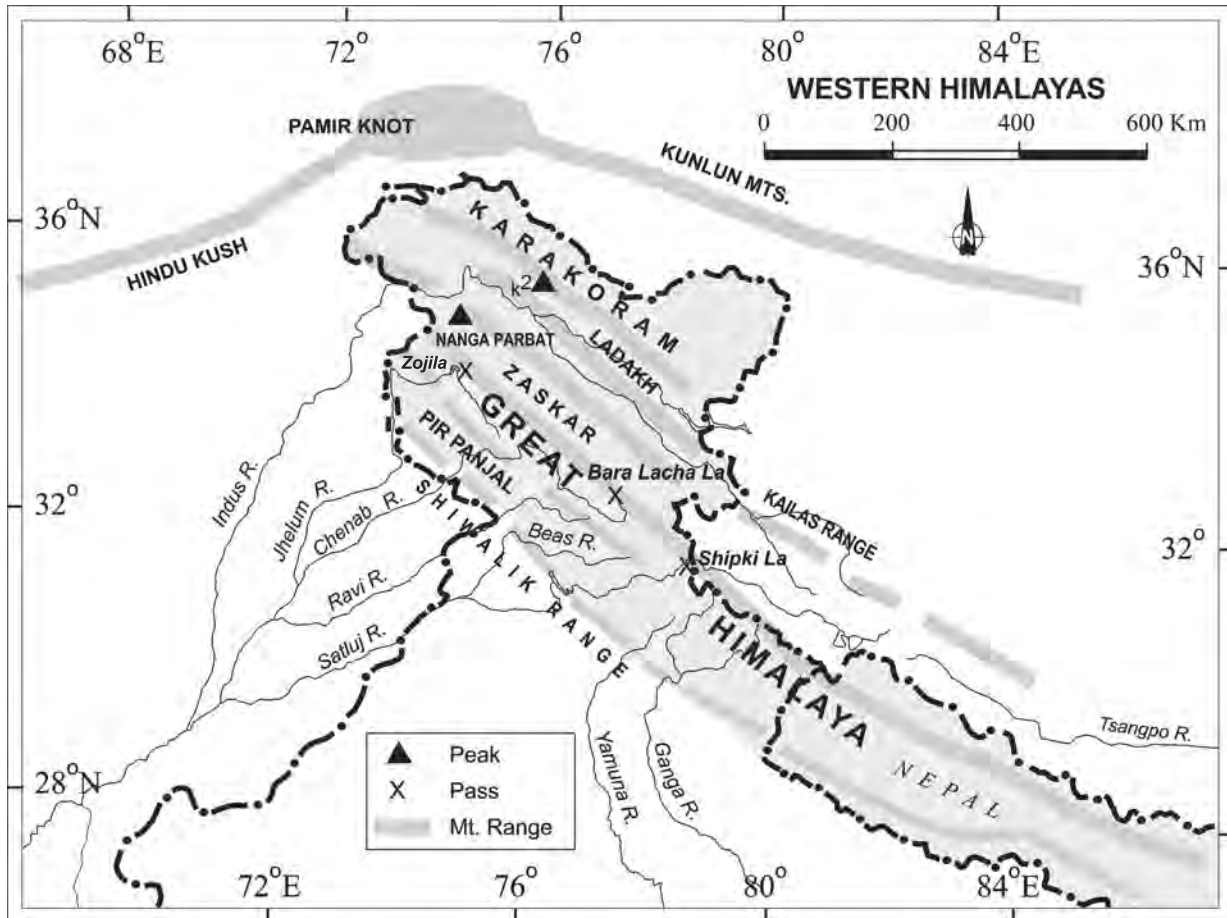 68°E 72° 76° 80° 84°E
WESTERN HIMALAYAS
0 200 400 600 Km
PAMIR KNOT
KUNLUN MTS.
HINDU KUSH
36°N
36°N
N
KARAKORAM
k2
NANGA PARBAT
LADAKH
Zojila
ZASKAR
GREAT
PIR PANJAL
Bara Lacha La
KAILAS RANGE
32°
32°
Indus R.
Jhelum R.
Chenab R.
Ravi R.
Satluj R.
Beas R.
Shipki La
SHIWALIK RANGE
HIMALAYA
Tsangpo R.
NEPAL
Yamuna R.
Ganga R.
28°N
Peak
Pass
Mt. Range
72°E 76° 80° 84°E